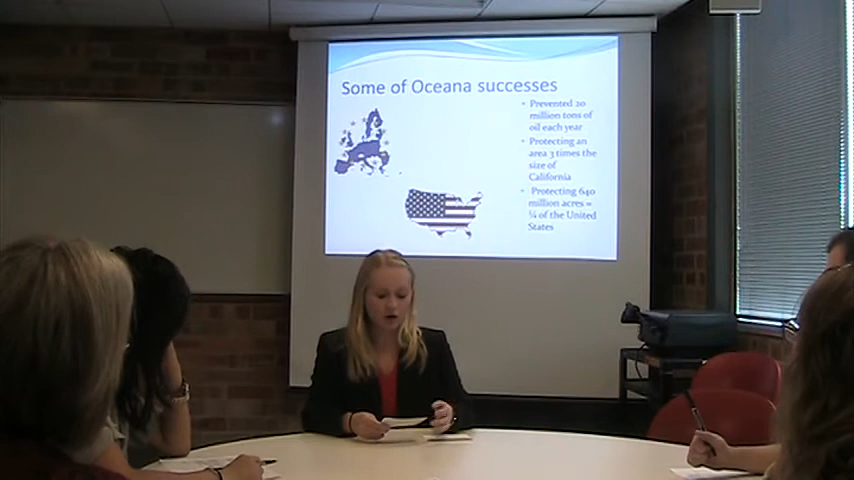 Some of Oceana successes
• Prevented 20
million tons of
oil each year
• Protecting an
area 3 times the
size of
California
• Protecting 640
million acres =
¼ of the United
States